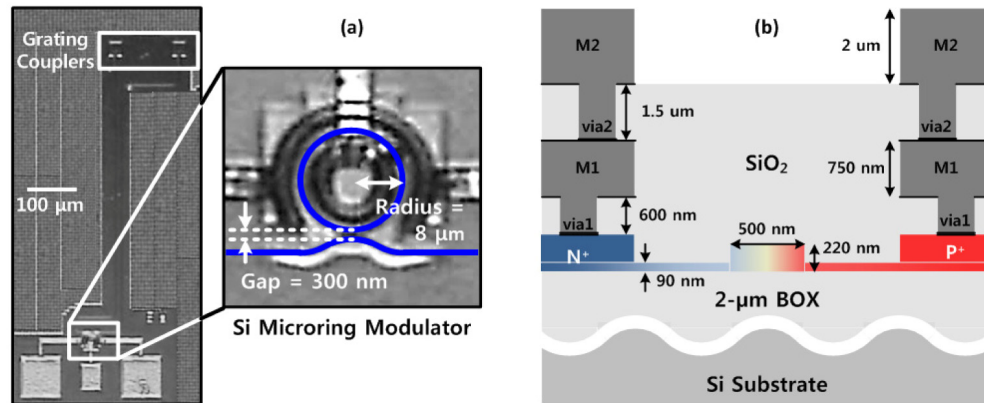 (a)
Grating
Couplers
100 μm
Radius =
8 μm
Gap = 300 nm
Si Microring Modulator
(b)
M2
M2
2 um
via2
1.5 um
via2
SiO2
M1
750 nm
M1
via1
600 nm
500 nm
via1
N+
220 nm
P+
90 nm
2-μm BOX
Si Substrate